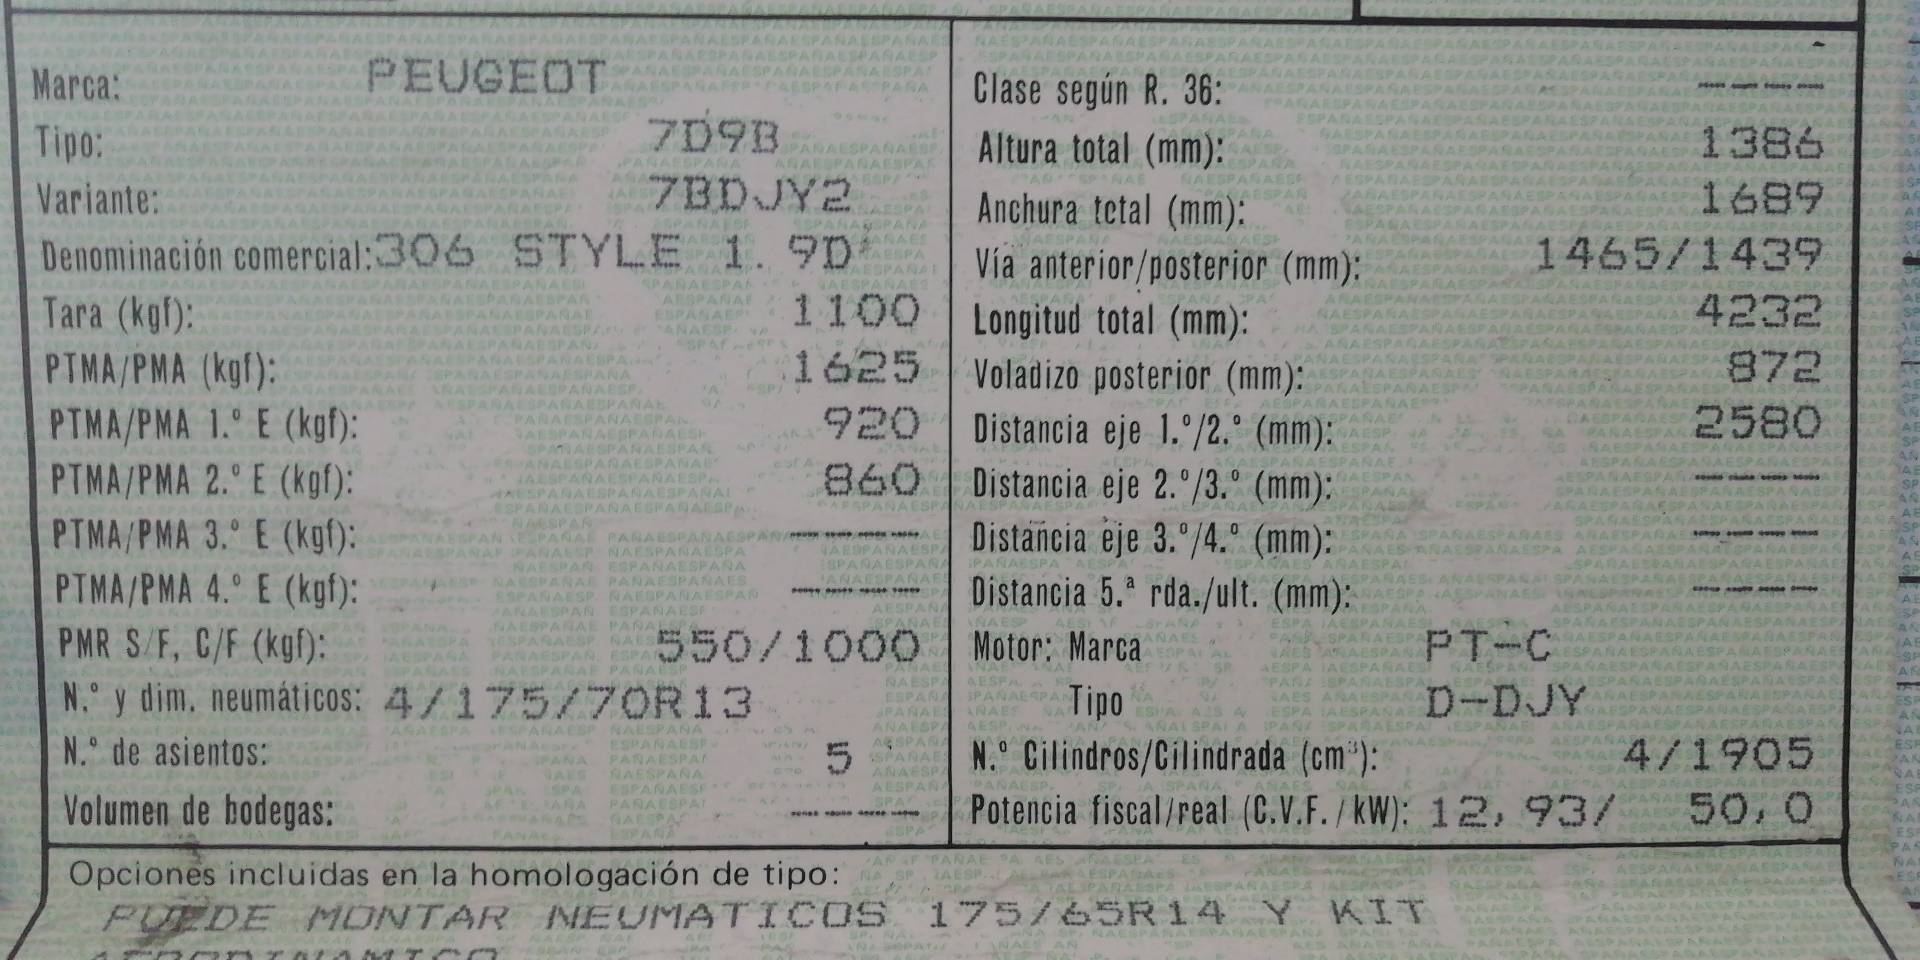 Marca: PEUGEOT
Tipo: 7D9B
Variante: 7BDJY2
Denominación comercial: 306 STYLE 1.9D
Tara (kgf): 1100
PTMA/PMA (kgf): 1625
PTMA/PMA 1.º E (kgf): 920
PTMA/PMA 2.º E (kgf): 860
PTMA/PMA 3.º E (kgf): ----
PTMA/PMA 4.º E (kgf): ----
PMR S/F, C/F (kgf): 550/1000
N.º y dim. neumáticos: 4/175/70R13
N.º de asientos: 5
Volumen de bodegas: ----
Clase según R. 36: ----
Altura total (mm): 1386
Anchura total (mm): 1689
Vía anterior/posterior (mm): 1465/1439
Longitud total (mm): 4232
Voladizo posterior (mm): 872
Distancia eje 1.º/2.º (mm): 2580
Distancia eje 2.º/3.º (mm): ----
Distancia eje 3.º/4.º (mm): ----
Distancia 5.ª rda./ult. (mm): ----
Motor: Marca PT-C
Tipo D-DJY
N.º Cilindros/Cilindrada (cm³): 4/1905
Potencia fiscal/real (C.V.F./kW): 12,93/ 50,0
Opciones incluidas en la homologación de tipo:
PUEDE MONTAR NEUMATICOS 175/65R14 Y KIT
AERODINAMICO